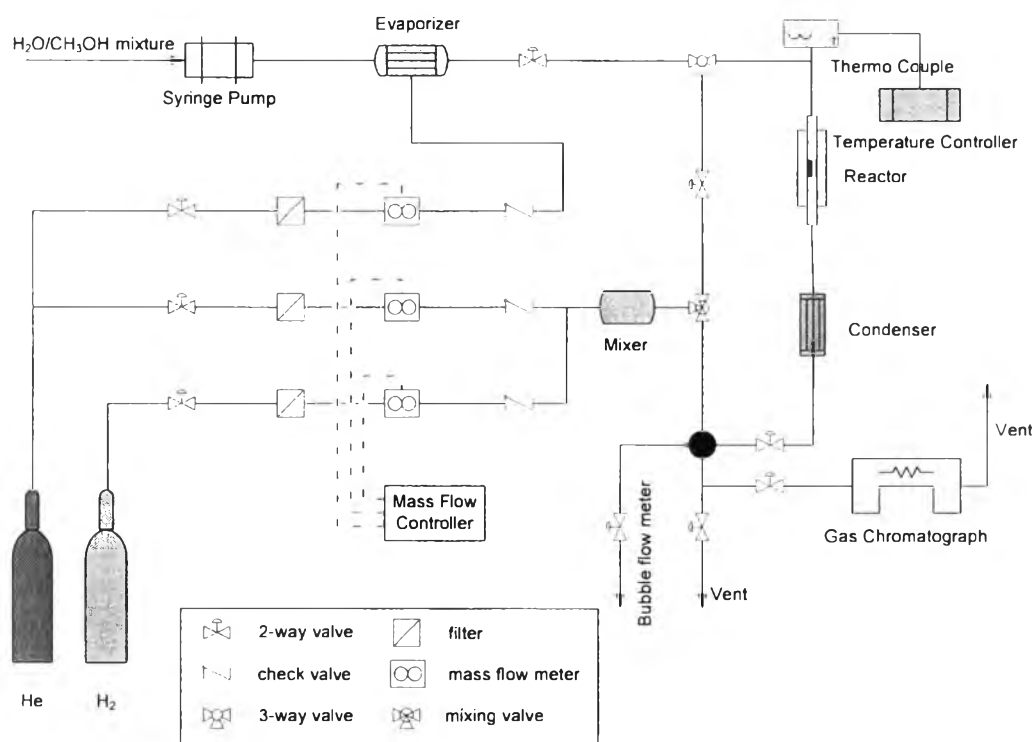 Evaporizer
H₂O/CH₃OH mixture
Syringe Pump
Thermo Couple
Temperature Controller
Reactor
Mixer
Condenser
Vent
Mass Flow
Controller
Bubble flow meter
Gas Chromatograph
Vent
2-way valve
filter
check valve
mass flow meter
3-way valve
mixing valve
He
H₂